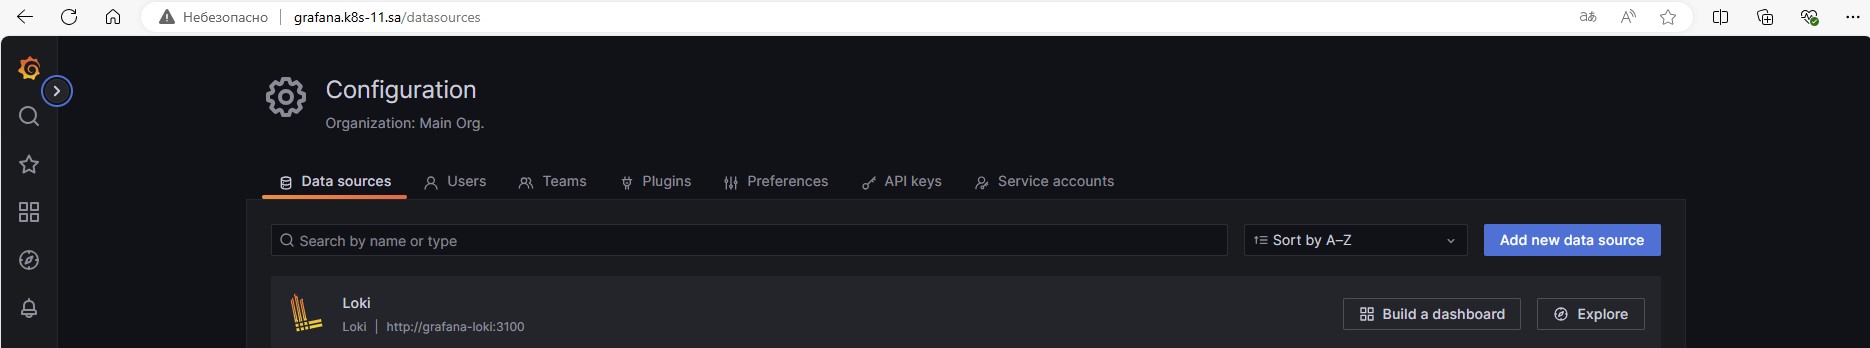 Небезопасно grafana.k8s-11.sa/datasources
Configuration
Organization: Main Org.
Data sources Users Teams Plugins Preferences API keys Service accounts
Search by name or type Sort by A–Z Add new data source
Loki
Loki | http://grafana-loki:3100
Build a dashboard Explore